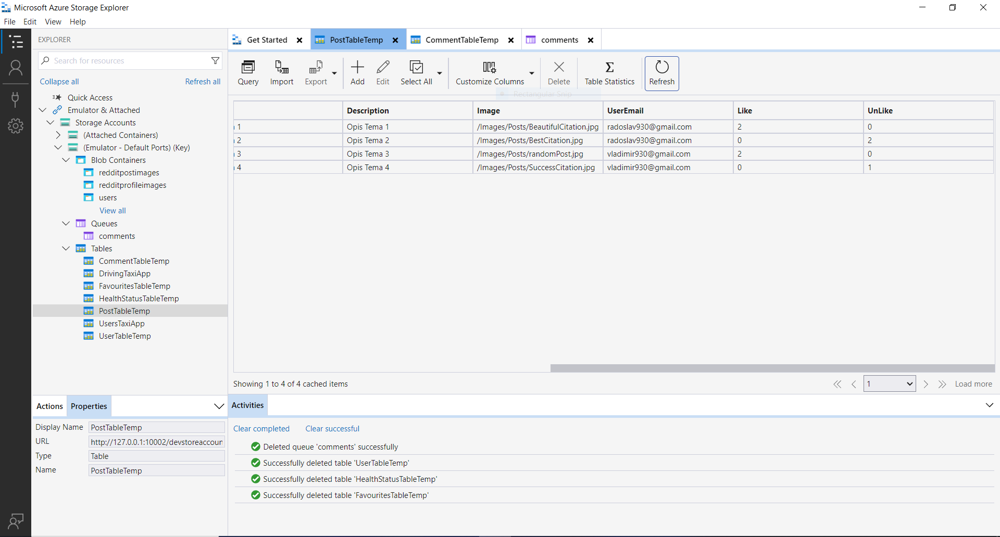 Microsoft Azure Storage Explorer
File Edit View Help
EXPLORER
Search for resources
Collapse all Refresh all
Quick Access
Emulator & Attached
Storage Accounts
(Attached Containers)
(Emulator - Default Ports) (Key)
Blob Containers
redditpostimages
redditprofileimages
users
View all
Queues
comments
Tables
CommentTableTemp
DrivingTaxiApp
FavouritesTableTemp
HealthStatusTableTemp
PostTableTemp
UsersTaxiApp
UserTableTemp
Actions Properties
Display Name PostTableTemp
URL http://127.0.0.1:10002/devstoreaccoun
Type Table
Name PostTableTemp
Get Started PostTableTemp CommentTableTemp comments
Query Import Export Add Edit Select All Customize Columns Delete Table Statistics Refresh
Rectangular Snip
Description Image UserEmail Like UnLike
1 Opis Tema 1 /Images/Posts/BeautifulCitation.jpg radoslav930@gmail.com 2 0
2 Opis Tema 2 /Images/Posts/BestCitation.jpg radoslav930@gmail.com 0 2
3 Opis Tema 3 /Images/Posts/randomPost.jpg vladimir930@gmail.com 2 0
4 Opis Tema 4 /Images/Posts/SuccessCitation.jpg vladimir930@gmail.com 0 1
Showing 1 to 4 of 4 cached items
1 Load more
Activities
Clear completed Clear successful
Deleted queue 'comments' successfully
Successfully deleted table 'UserTableTemp'
Successfully deleted table 'HealthStatusTableTemp'
Successfully deleted table 'FavouritesTableTemp'